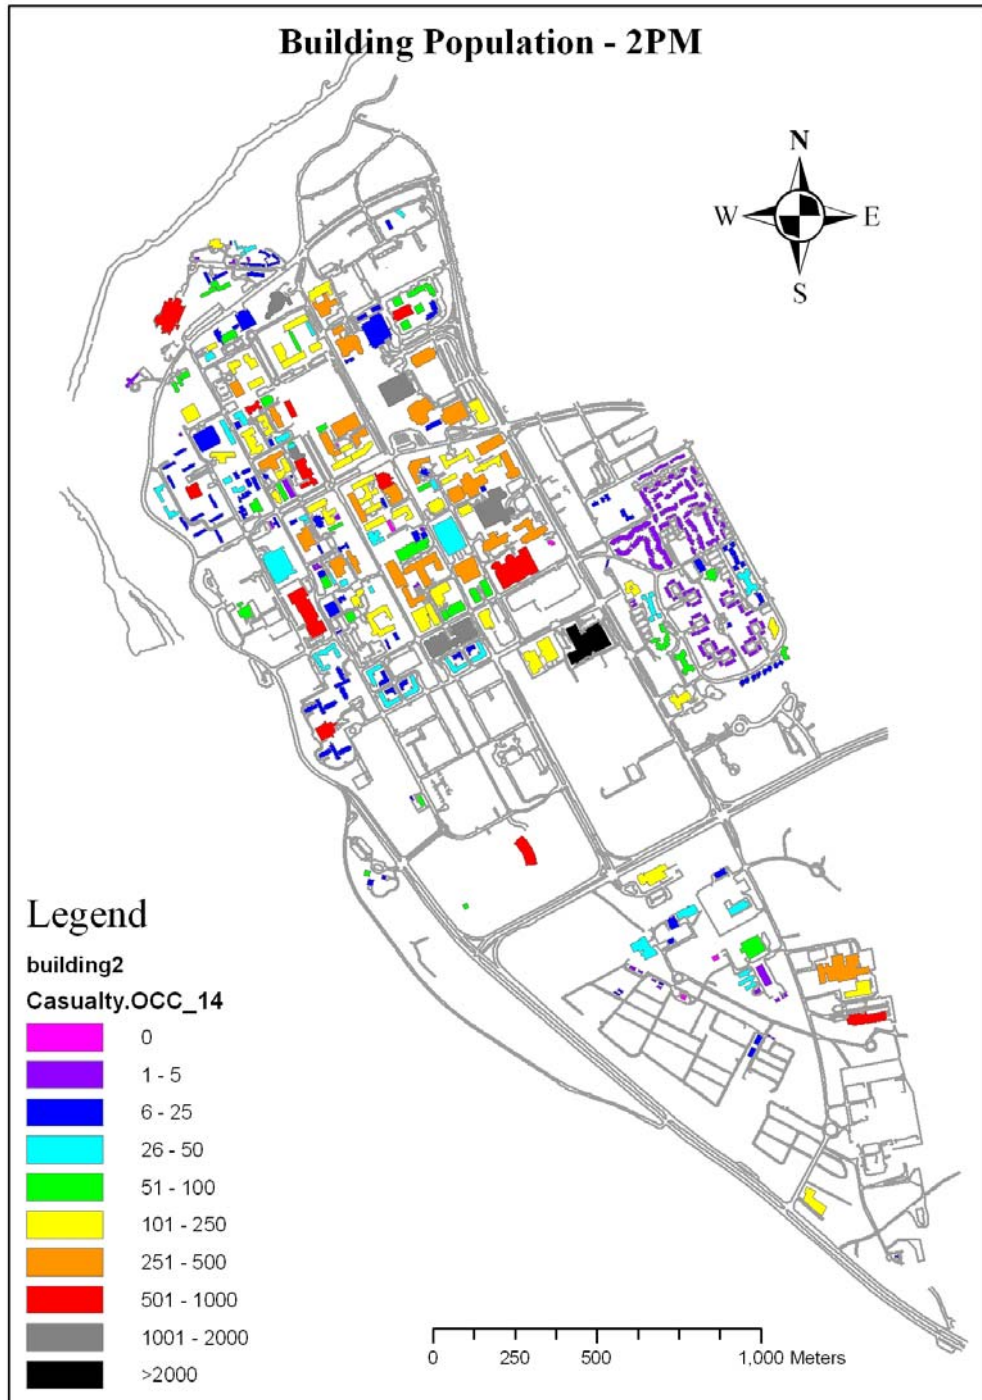 Building Population - 2PM
N
W E
S
Legend
building2
Casualty.OCC_14
0
1 - 5
6 - 25
26 - 50
51 - 100
101 - 250
251 - 500
501 - 1000
1001 - 2000
>2000
0 250 500 1,000 Meters